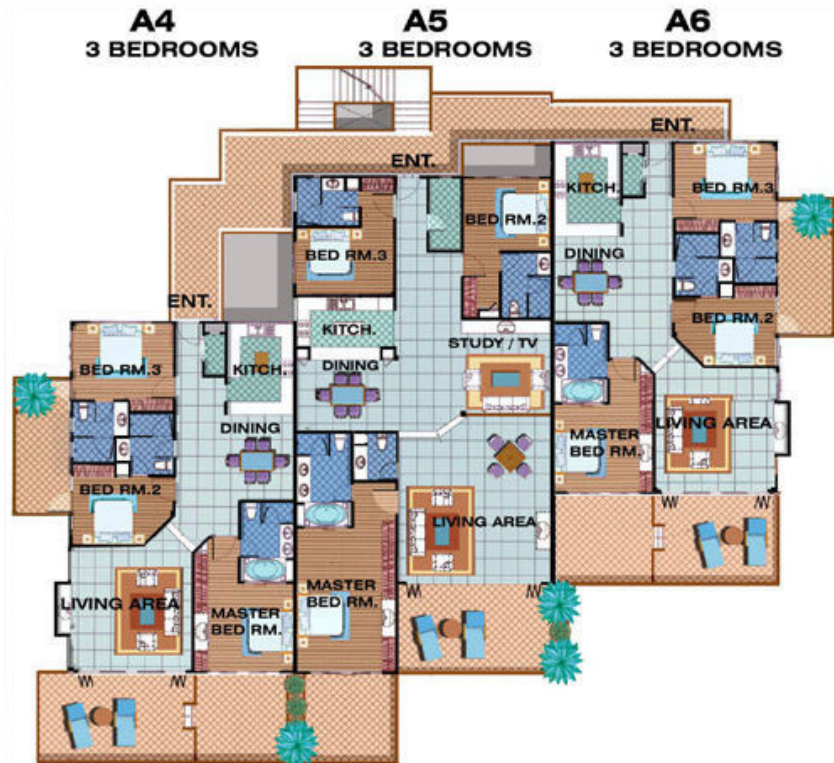 A4
3 BEDROOMS
A5
3 BEDROOMS
A6
3 BEDROOMS
ENT.
BED RM.3
KITCH.
DINING
BED RM.2
LIVING AREA
MASTER
BED RM.
ENT.
BED RM.3
BED RM.2
KITCH.
STUDY / TV
DINING
LIVING AREA
MASTER
BED RM.
ENT.
KITCH.
BED RM.3
DINING
BED RM.2
MASTER
BED RM.
LIVING AREA